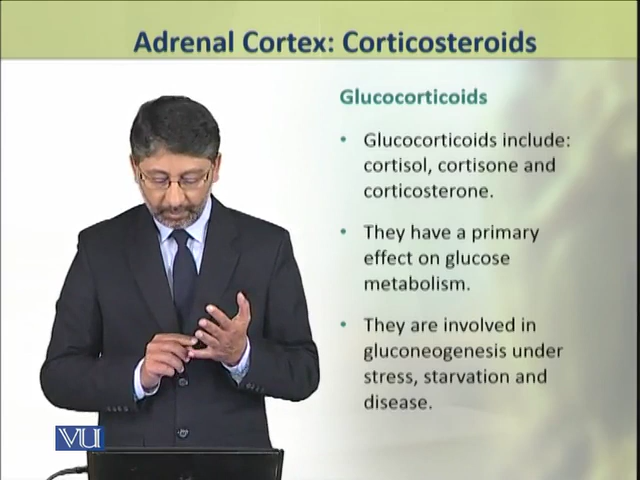 Adrenal Cortex: Corticosteroids
Glucocorticoids
• Glucocorticoids include:
cortisol, cortisone and
corticosterone.
• They have a primary
effect on glucose
metabolism.
• They are involved in
gluconeogenesis under
stress, starvation and
disease.
VU